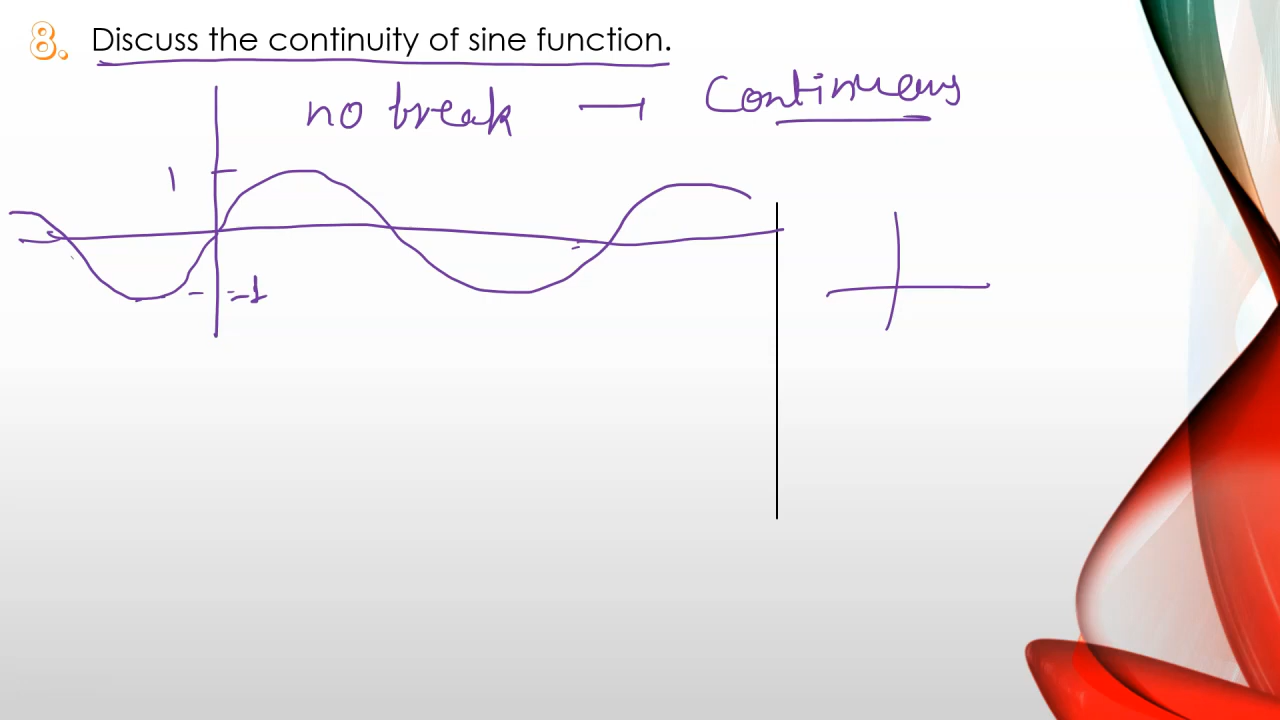 8. Discuss the continuity of sine function.
no break → Continuous
1
-1